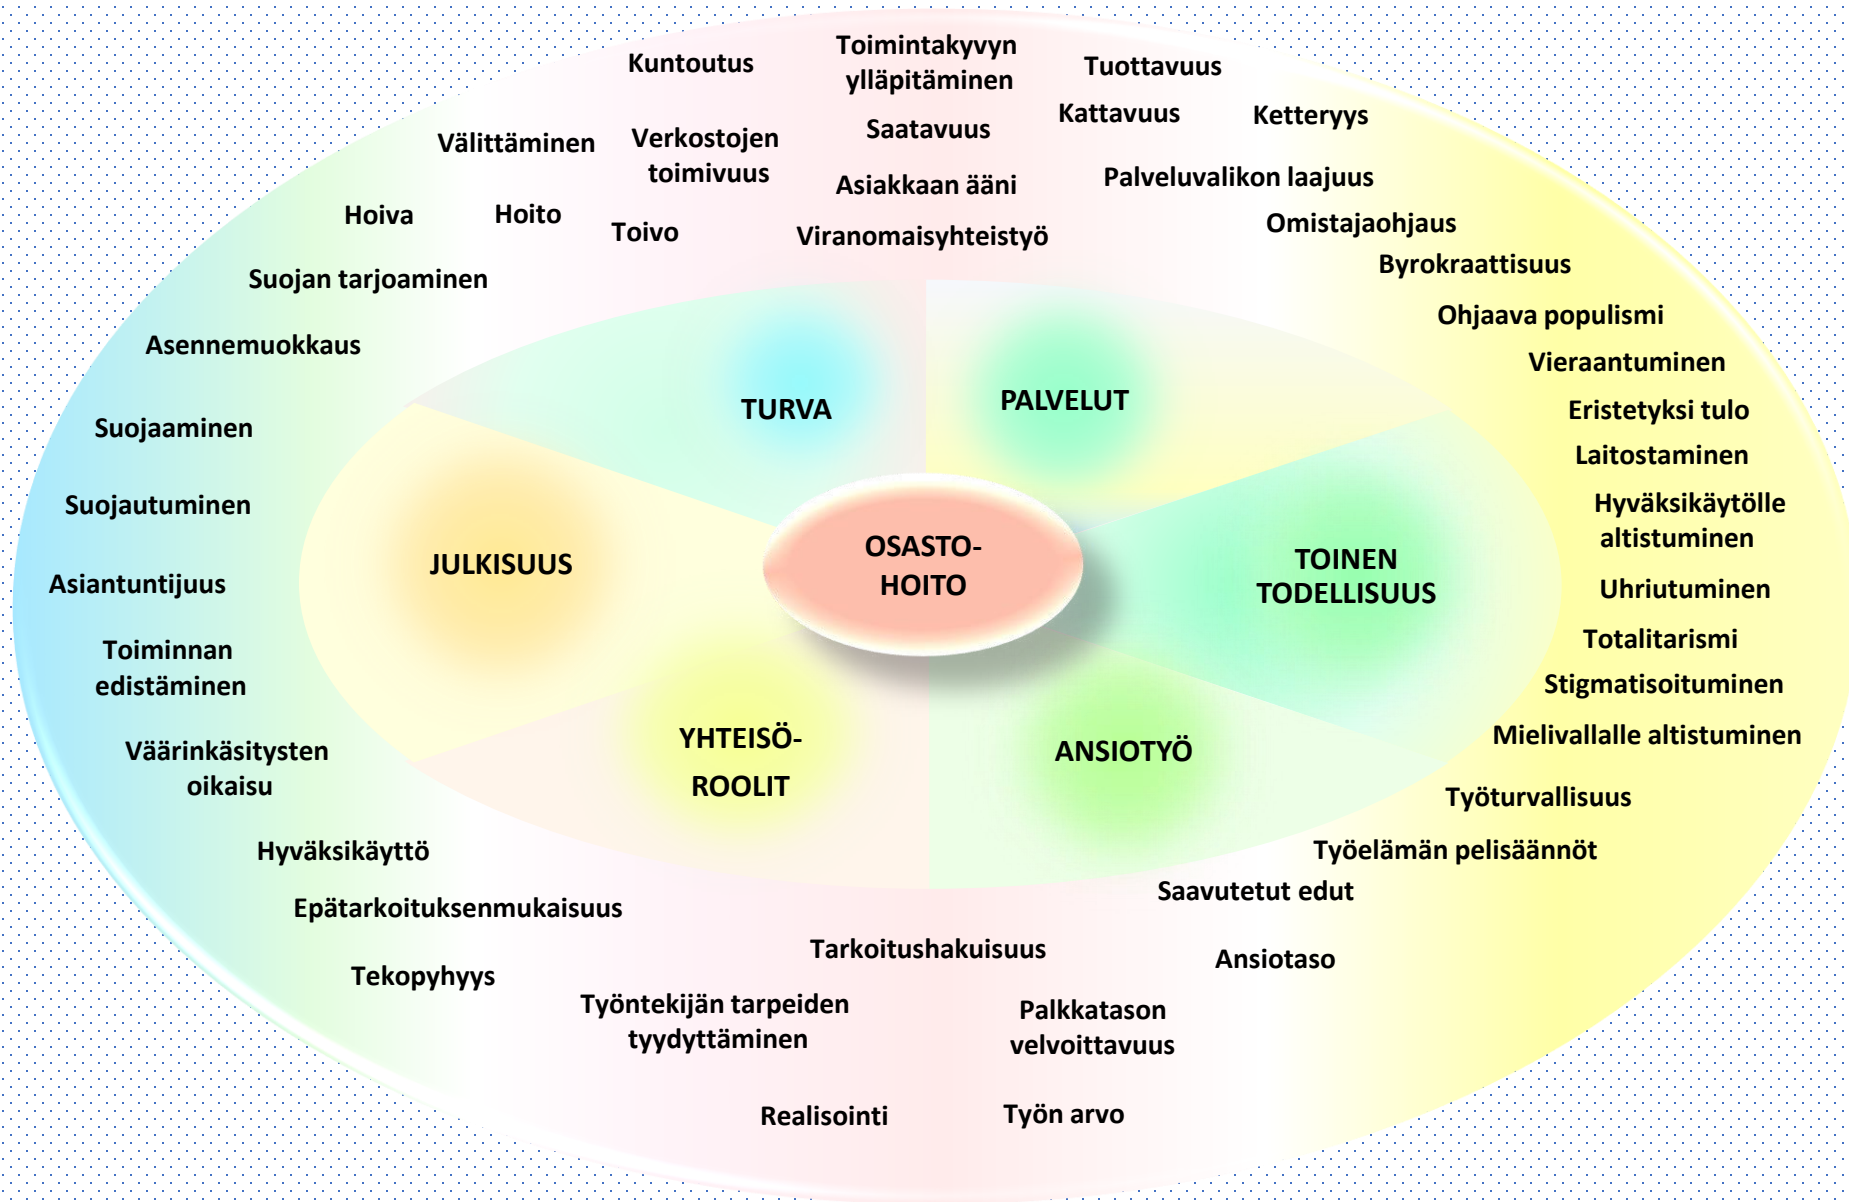 Kuntoutus
Toimintakyvyn
ylläpitäminen
Tuottavuus
Kattavuus
Ketteryys
Välittäminen
Verkostojen
toimivuus
Saatavuus
Asiakkaan ääni
Palveluvalikon laajuus
Hoiva
Hoito
Toivo
Viranomaisyhteistyö
Omistajaohjaus
Byrokraattisuus
Suojan tarjoaminen
Ohjaava populismi
Asennemuokkaus
Vieraantuminen
Eristetyksi tulo
Suojaaminen
Laitostaminen
Suojautuminen
Hyväksikäytölle
altistuminen
Asiantuntijuus
Uhriutuminen
Toiminnan
edistäminen
Totalitarismi
Stigmatisoituminen
Väärinkäsitysten
oikaisu
Mielivallalle altistuminen
Työturvallisuus
Hyväksikäyttö
Työelämän pelisäännöt
Saavutetut edut
Epätarkoituksenmukaisuus
Tarkoitushakuisuus
Ansiotaso
Tekopyhyys
Työntekijän tarpeiden
tyydyttäminen
Palkkatason
velvoittavuus
Realisointi
Työn arvo
TURVA
PALVELUT
JULKISUUS
OSASTO-
HOITO
TOINEN
TODELLISUUS
YHTEISÖ-
ROOLIT
ANSIOTYÖ